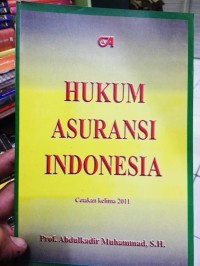 HUKUM
ASURANSI
INDONESIA
Cetakan kelima 2011
Prof. Abdulkadir Muhammad, S.H.